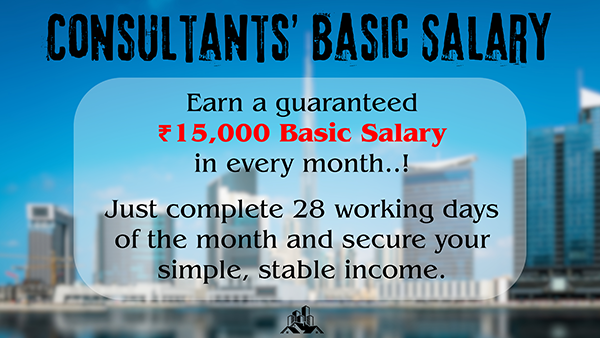 CONSULTANTS' BASIC SALARY
Earn a guaranteed
₹15,000 Basic Salary
in every month..!
Just complete 28 working days
of the month and secure your
simple, stable income.